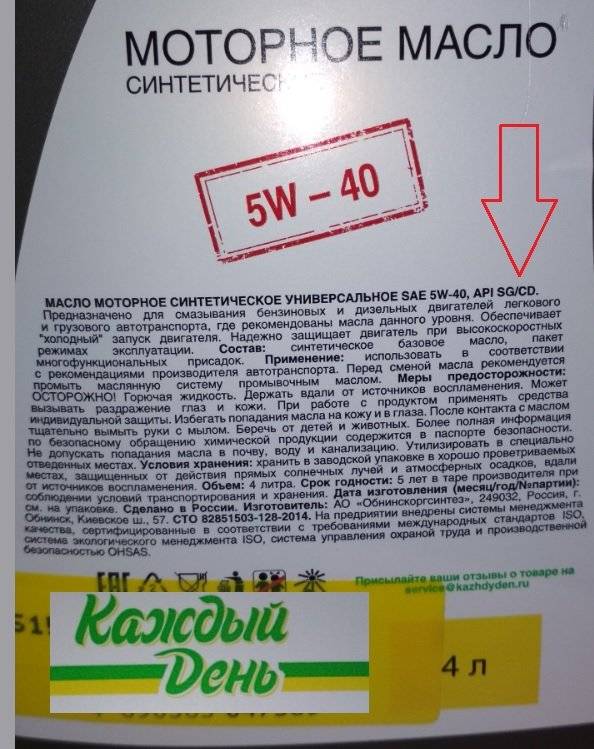 МОТОРНОЕ МАСЛО
СИНТЕТИЧЕСК
5W – 40
МАСЛО МОТОРНОЕ СИНТЕТИЧЕСКОЕ УНИВЕРСАЛЬНОЕ SAE 5W-40, API SG/CD.
Предназначено для смазывания бензиновых и дизельных двигателей легкового
и грузового автотранспорта, где рекомендованы масла данного уровня. Обеспечивает
"холодный" запуск двигателя. Надежно защищает двигатель при высокоскоростных
режимах эксплуатации. Состав: синтетическое базовое масло, пакет
многофункциональных присадок. Применение: использовать в соответствии
с рекомендациями производителя автотранспорта. Перед сменой масла рекомендуется
промыть маслянную систему промывочным маслом. Меры предосторожности:
ОСТОРОЖНО! Горючая жидкость. Держать вдали от источников воспламенения. Может
вызывать раздражение глаз и кожи. При работе с продуктом применять средства
индивидуальной защиты. Избегать попадания масла на кожу и в глаза. После контакта с маслом
тщательно вымыть руки с мылом. Беречь от детей и животных. Более полная информация
по безопасному обращению химической продукции содержится в паспорте безопасности.
Не допускать попадания масла в почву, воду и канализацию. Утилизировать в специально
отведенных местах. Условия хранения: хранить в заводской упаковке в хорошо проветриваемых
местах, защищенных от действия прямых солнечных лучей и атмосферных осадков, вдали
от источников воспламенения. Объем: 4 литра. Срок годности: 5 лет в таре производителя при
соблюдении условий транспортирования и хранения. Дата изготовления (месяц/год/№партии):
см. на упаковке. Сделано в России. Изготовитель: АО «Обнинскоргсинтез», 249032, Россия, г.
Обнинск, Киевское ш., 57. СТО 82851503-128-2014. На предприятии внедрены системы менеджмента
качества, сертифицированные в соответствии с требованиями международных стандартов ISO,
система экологического менеджмента ISO, система управления охраной труда и производственной
безопасностью OHSAS.
EAC
Присылайте ваши отзывы о товаре на
service@kazhdyden.ru
Каждый
День
4 л